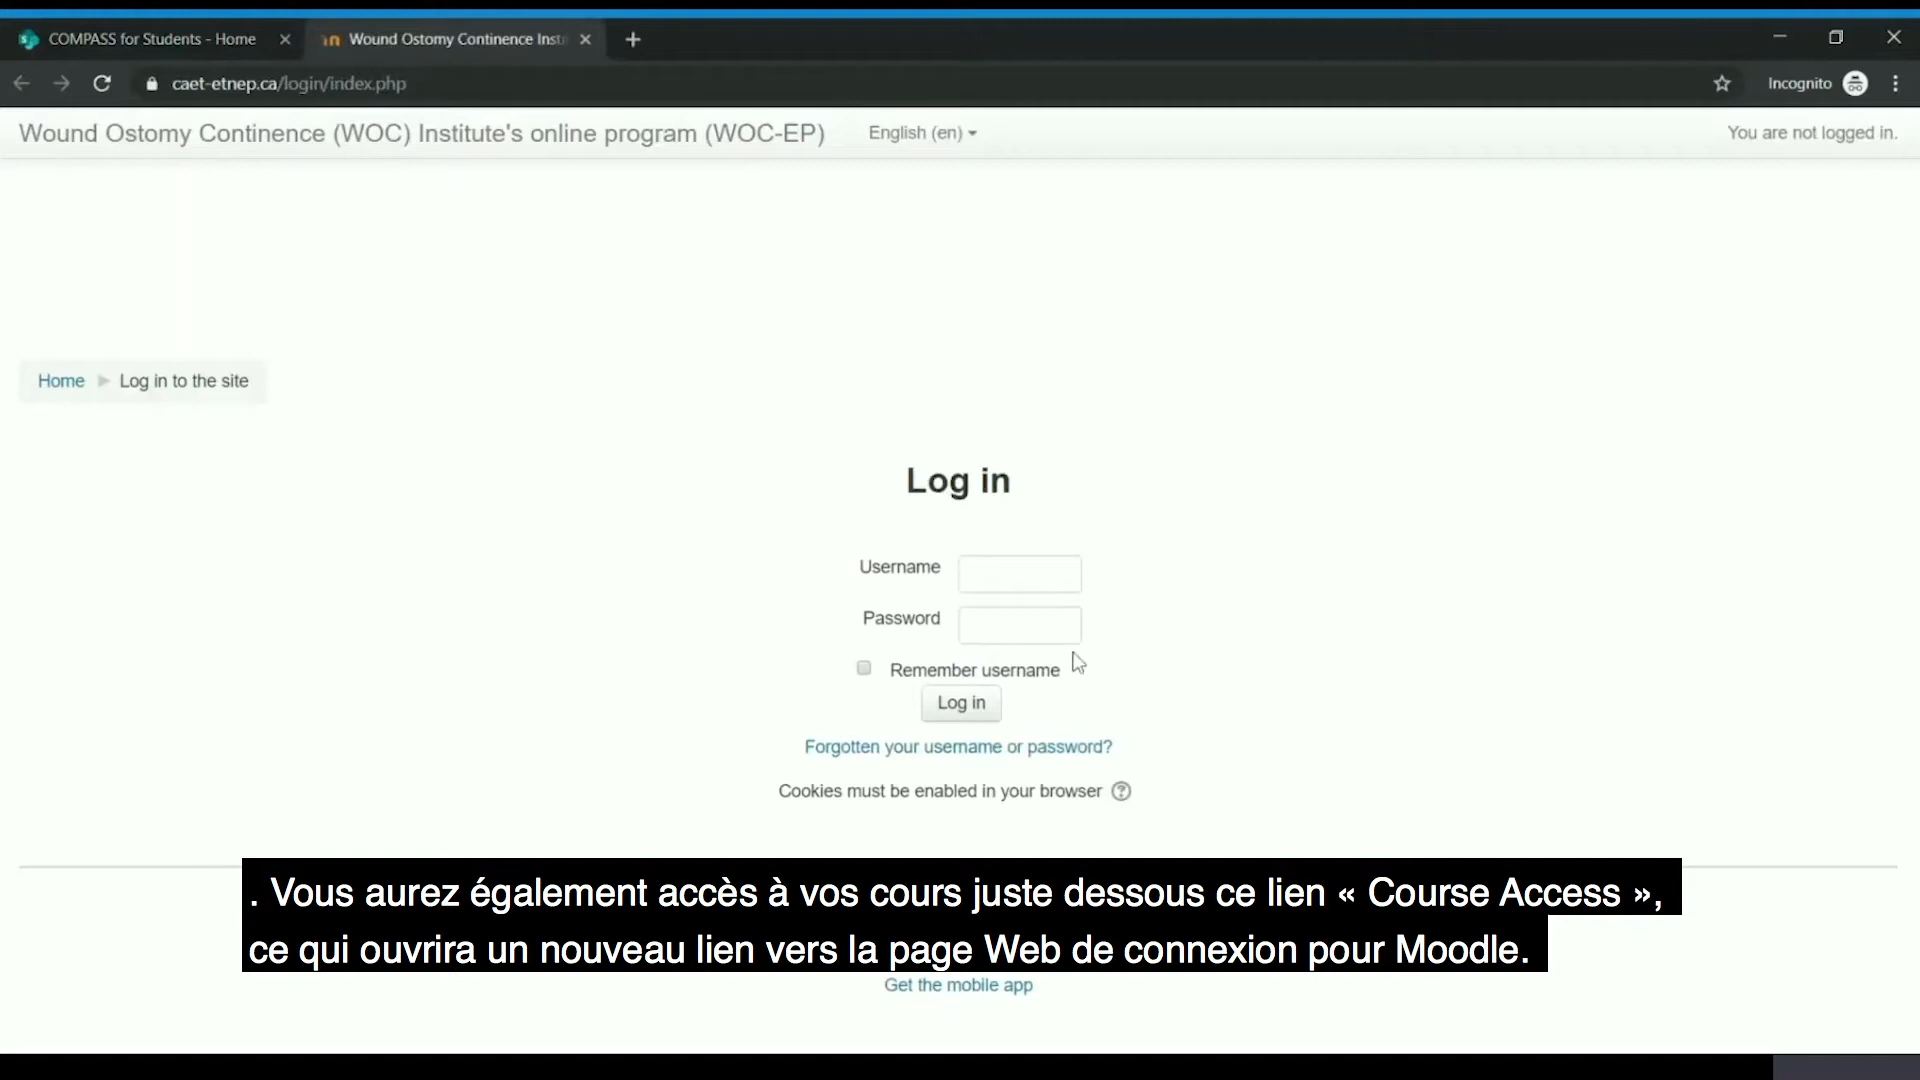 COMPASS for Students - Home
Wound Ostomy Continence Inst
caet-etnep.ca/login/index.php
Incognito
Wound Ostomy Continence (WOC) Institute's online program (WOC-EP)
English (en)
You are not logged in.
Home
Log in to the site
Log in
Username
Password
Remember username
Log in
Forgotten your username or password?
Cookies must be enabled in your browser
. Vous aurez également accès à vos cours juste dessous ce lien « Course Access »,
ce qui ouvrira un nouveau lien vers la page Web de connexion pour Moodle.
Get the mobile app